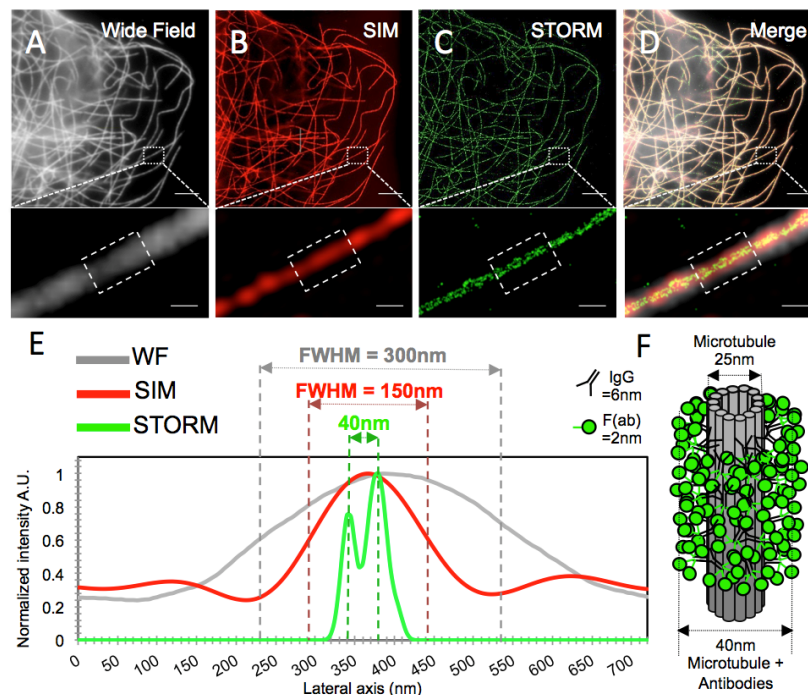 A Wide Field
B SIM
C STORM
D Merge
E
WF
SIM
STORM
FWHM = 300nm
FWHM = 150nm
40nm
Normalized intensity A.U.
1
0.8
0.6
0.4
0.2
0
0 50 100 150 200 250 300 350 400 450 500 550 600 650 700
Lateral axis (nm)
F
Microtubule
25nm
IgG
=6nm
F(ab)
=2nm
40nm
Microtubule +
Antibodies